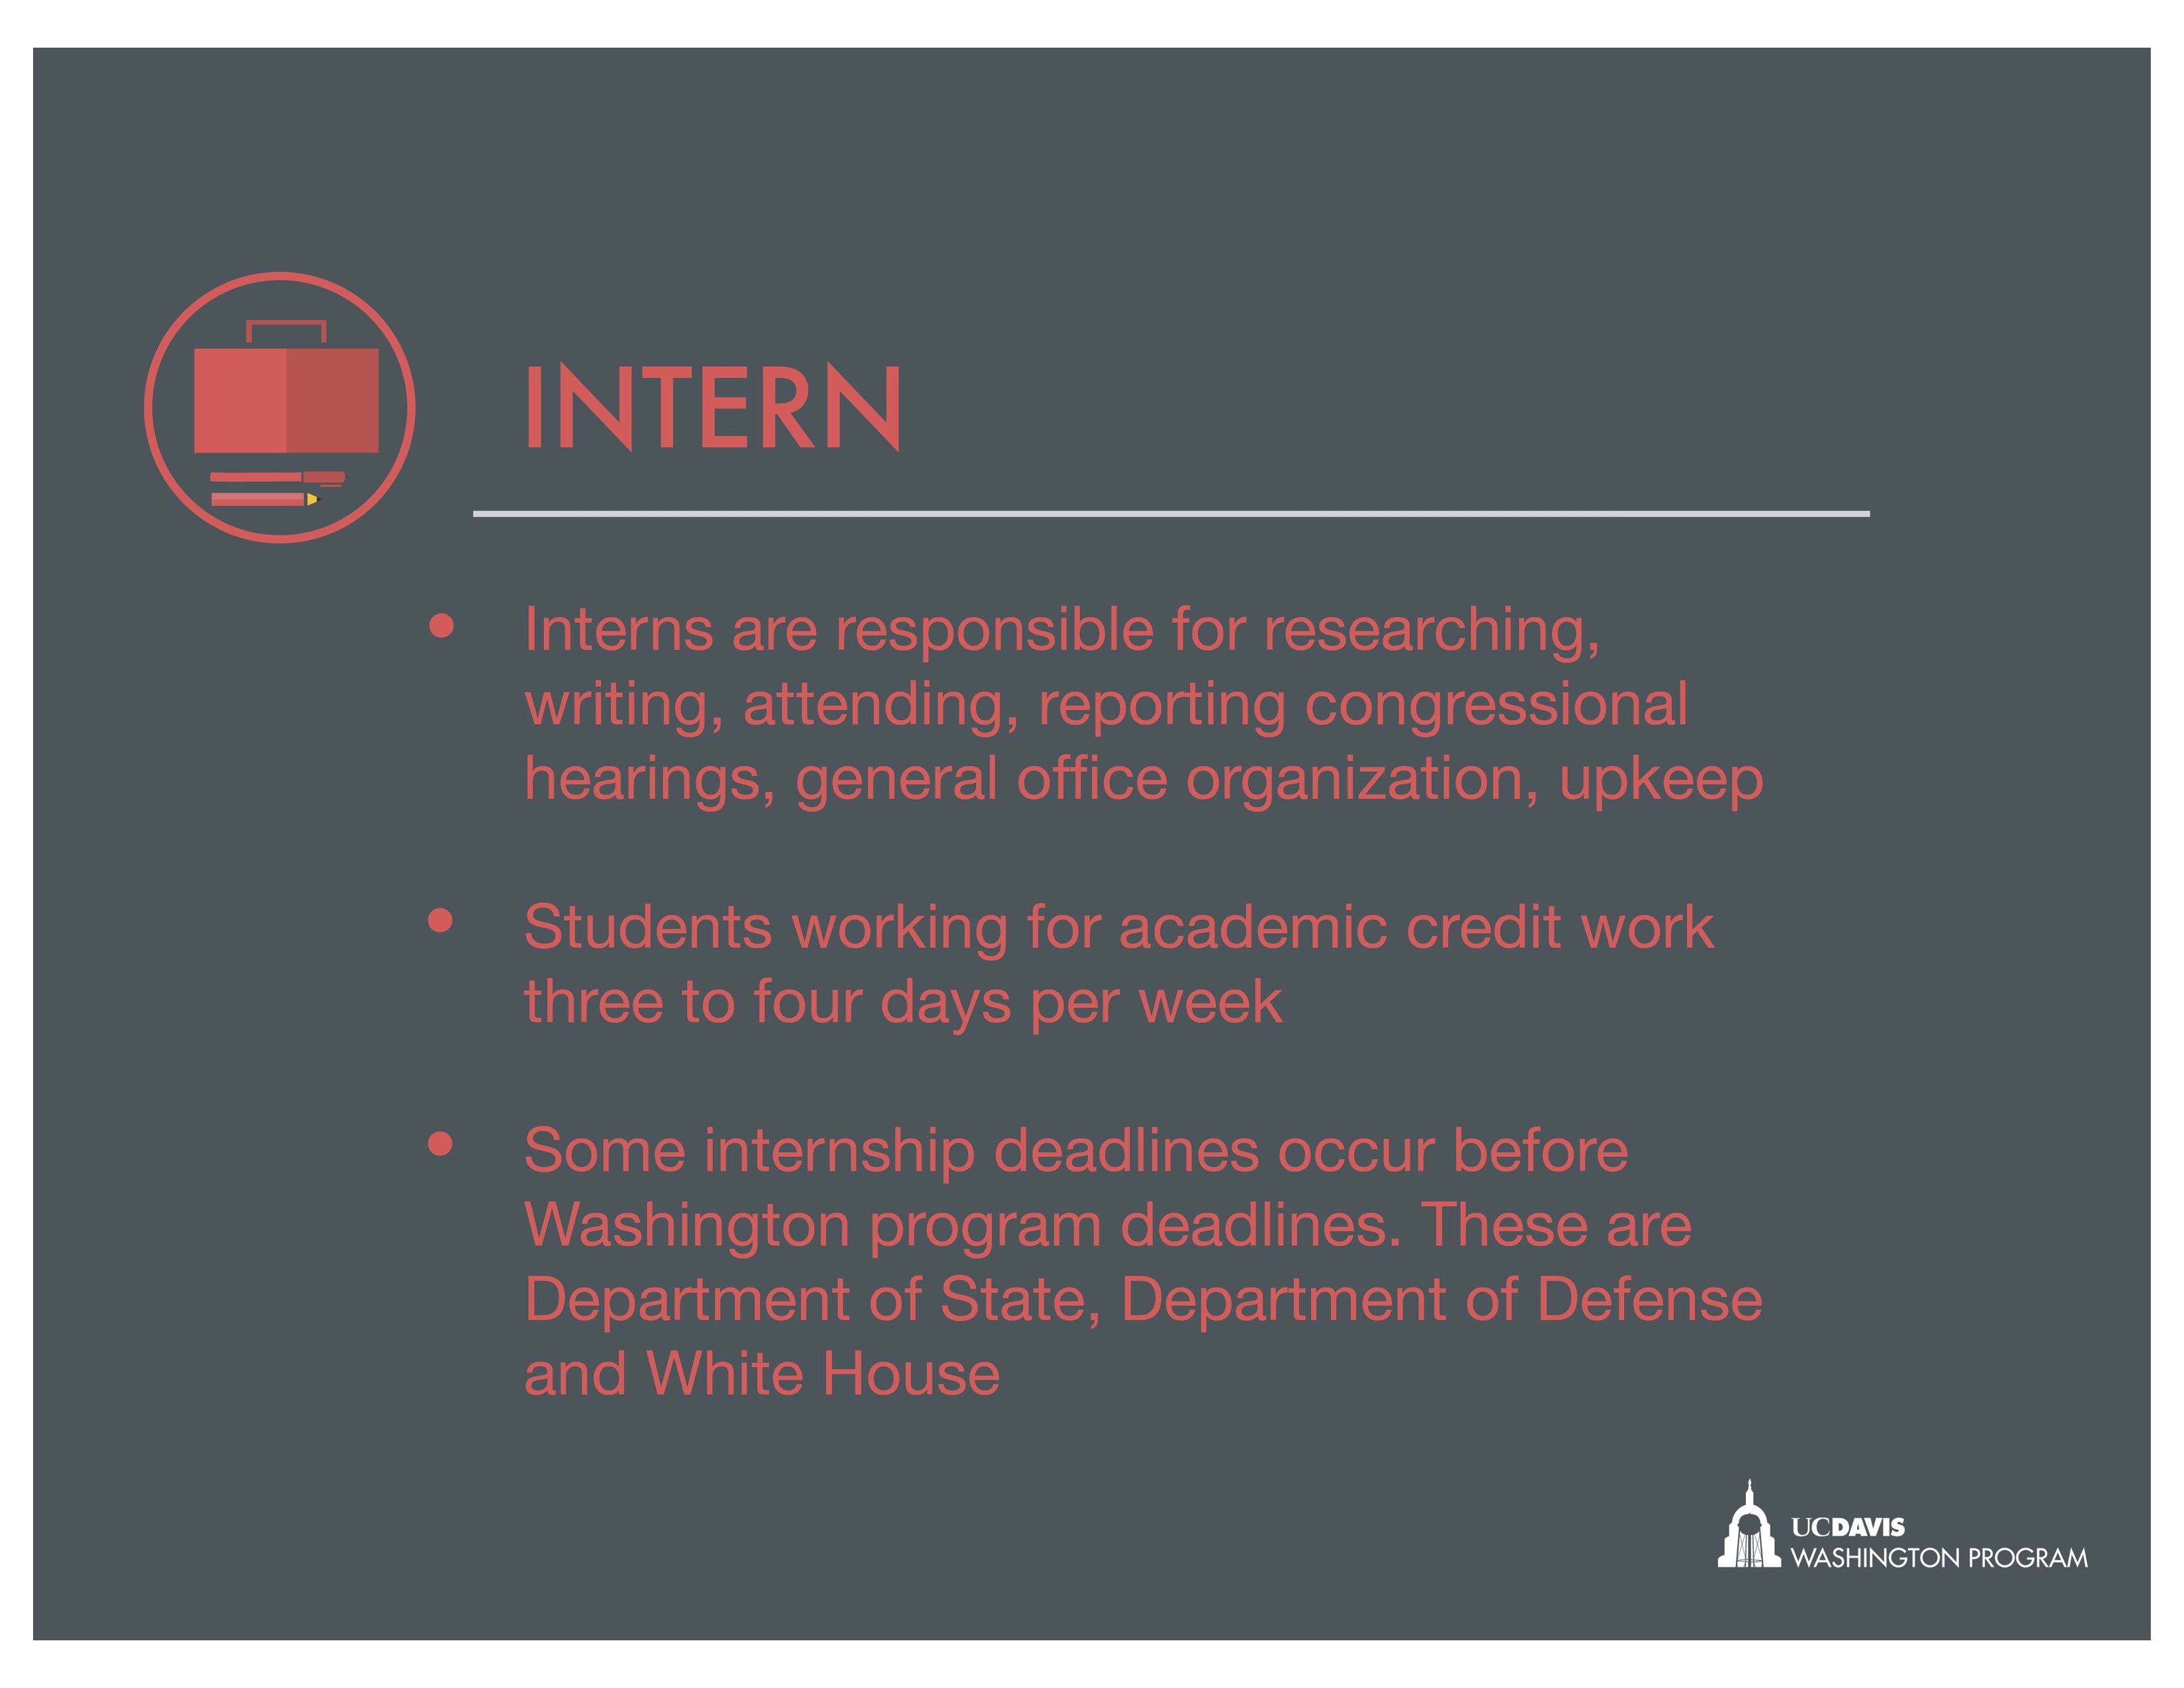 INTERN
• Interns are responsible for researching,
writing, attending, reporting congressional
hearings, general office organization, upkeep
• Students working for academic credit work
three to four days per week
• Some internship deadlines occur before
Washington program deadlines. These are
Department of State, Department of Defense
and White House
UCDAVIS
WASHINGTON PROGRAM